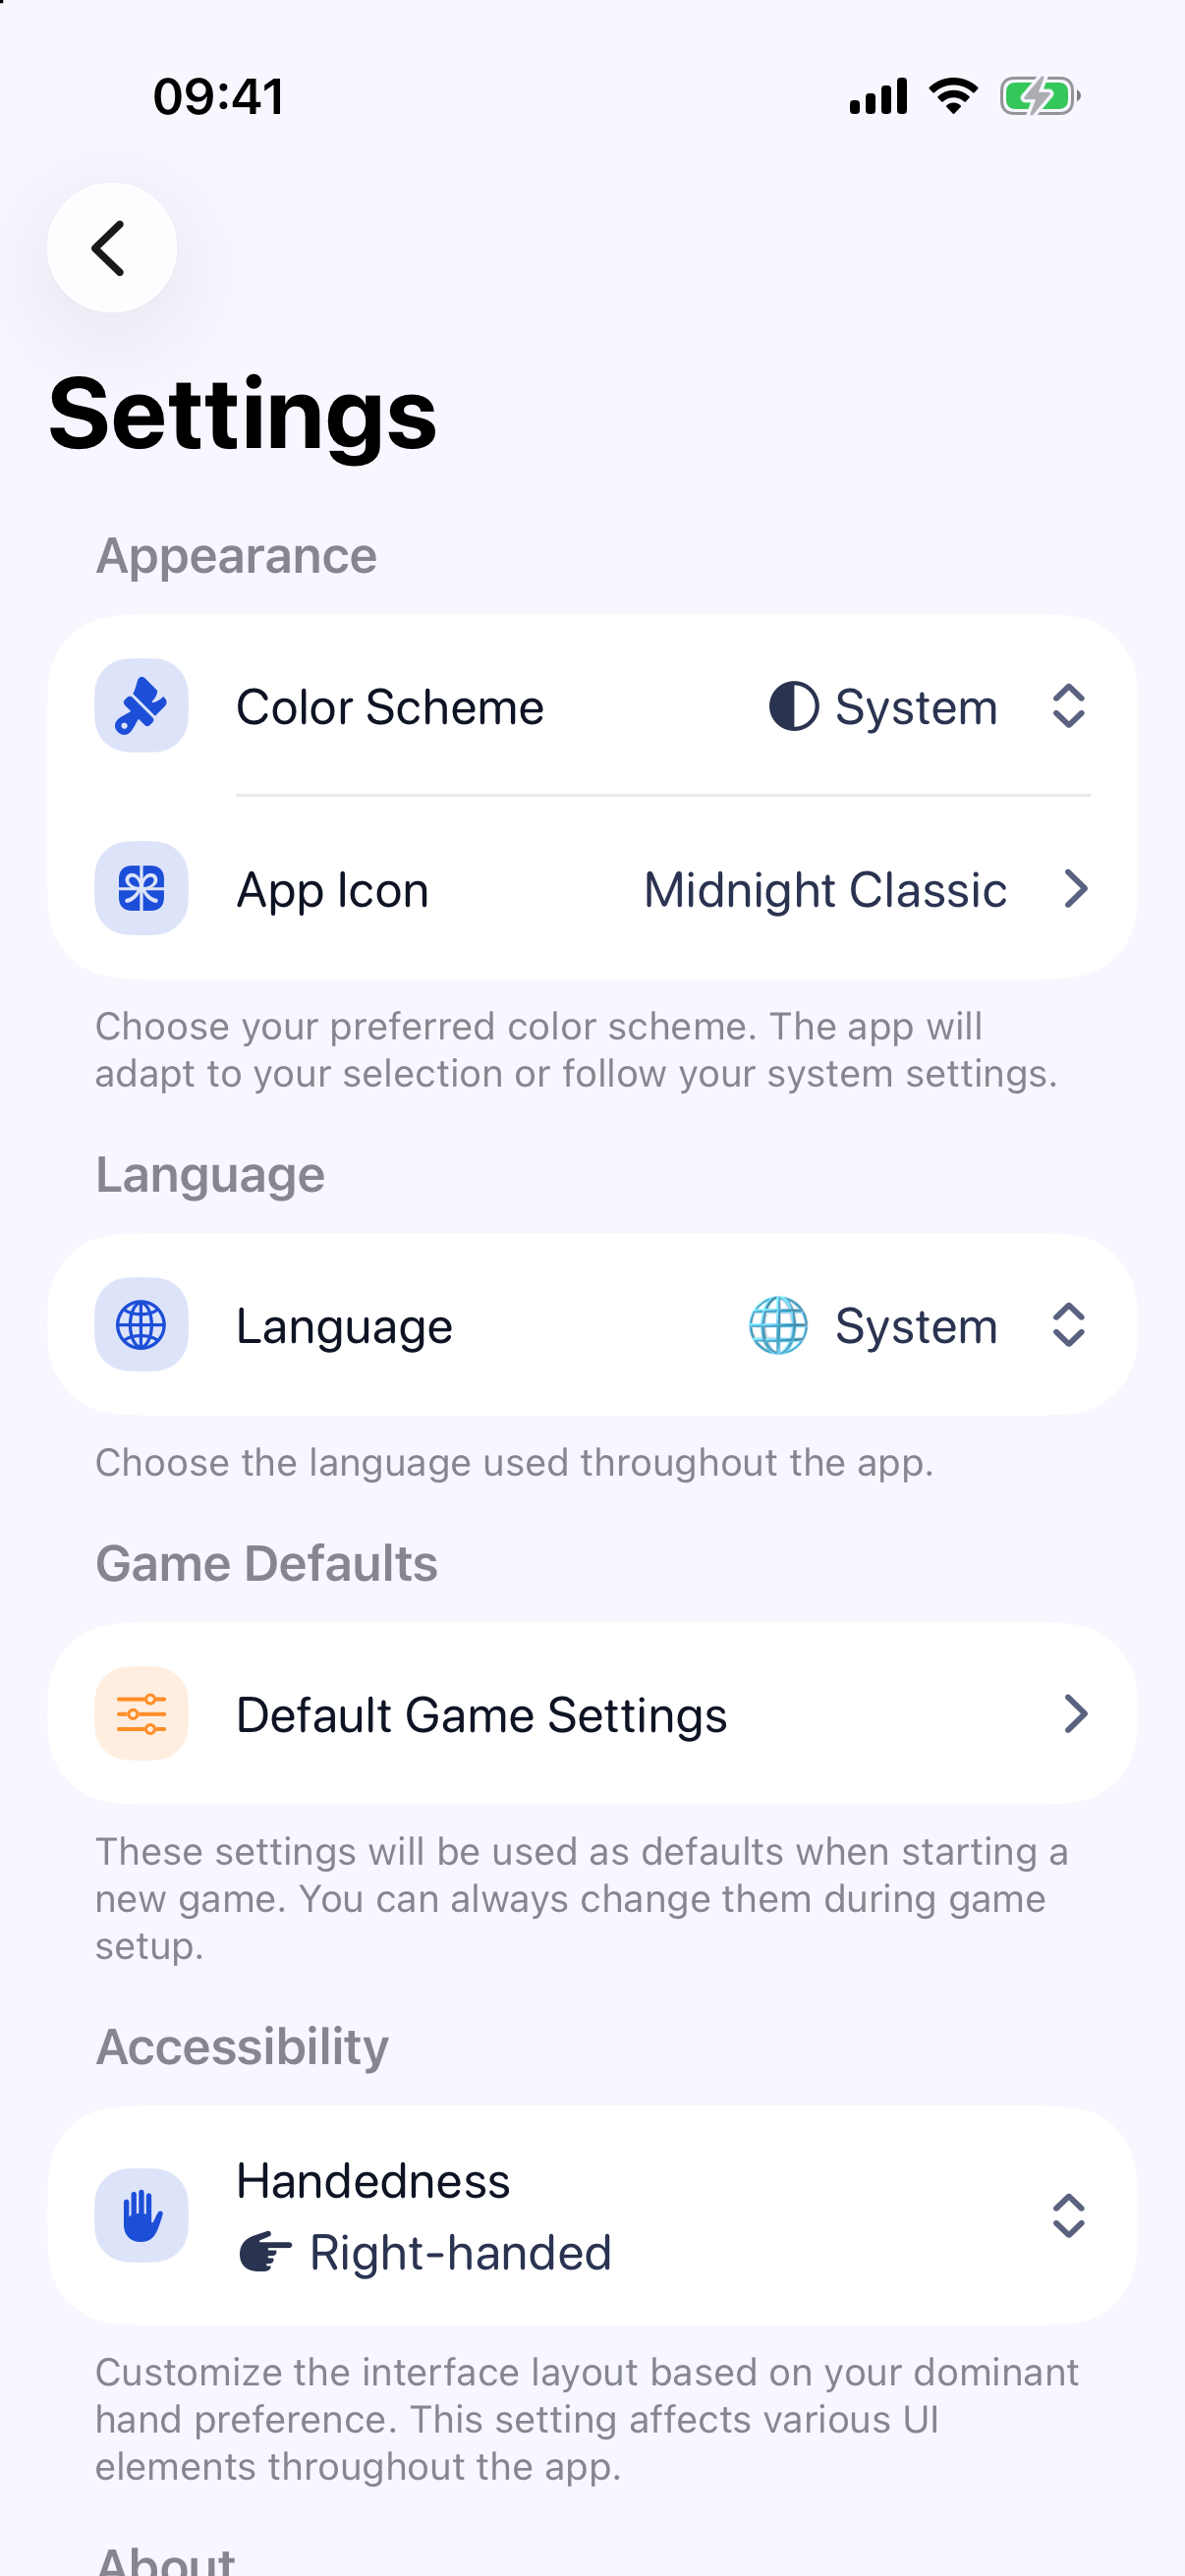 09:41
Settings
Appearance
Color Scheme System
App Icon Midnight Classic
Choose your preferred color scheme. The app will
adapt to your selection or follow your system settings.
Language
Language System
Choose the language used throughout the app.
Game Defaults
Default Game Settings
These settings will be used as defaults when starting a
new game. You can always change them during game
setup.
Accessibility
Handedness
Right-handed
Customize the interface layout based on your dominant
hand preference. This setting affects various UI
elements throughout the app.
About